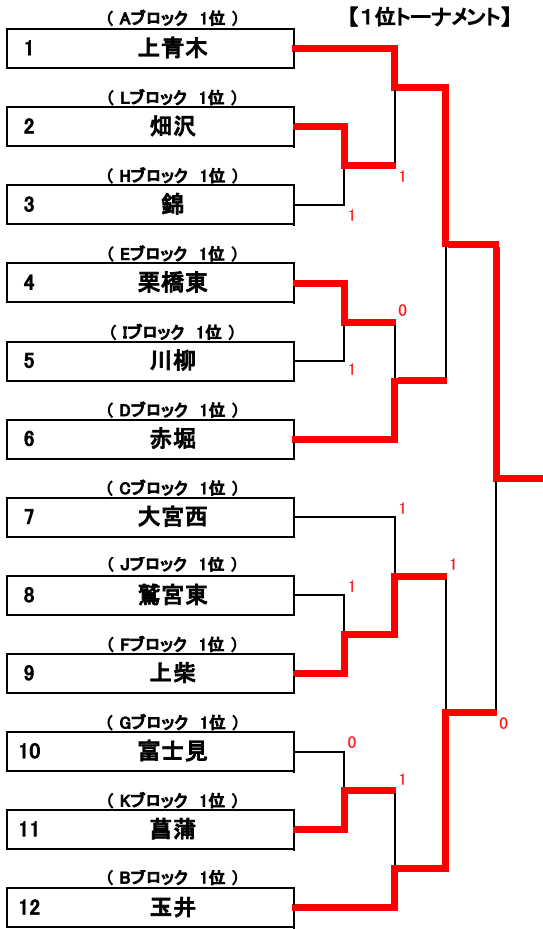 【１位トーナメント】
( Aブロック 1位 )
1 上青木
( Lブロック 1位 )
2 畑沢
1
( Hブロック 1位 )
3 錦
1
( Eブロック 1位 )
4 栗橋東
0
( Iブロック 1位 )
5 川柳
1
( Dブロック 1位 )
6 赤堀
( Cブロック 1位 )
7 大宮西
1
( Jブロック 1位 )
8 鷲宮東
1
1
( Fブロック 1位 )
9 上柴
( Gブロック 1位 )
10 富士見
0
0
( Kブロック 1位 )
11 菖蒲
1
( Bブロック 1位 )
12 玉井